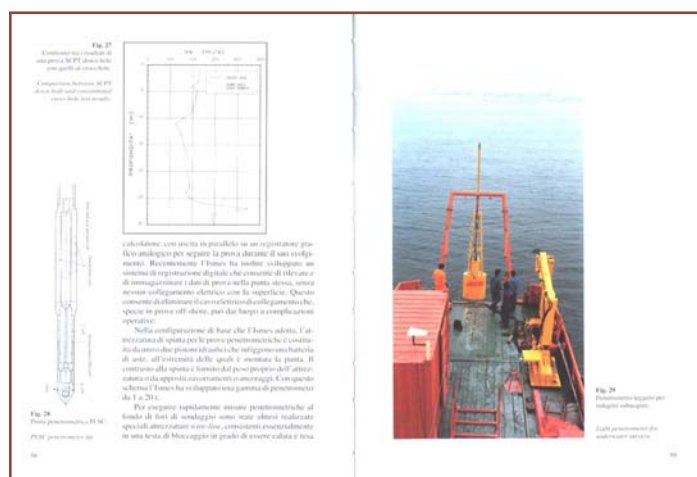 Fig. 27
Confronto tra i risultati di
una prova SCPT down-hole
con quelli di cross-hole.
Comparison between SCPT
down hole and conventional
cross-hole test results.
calcolatore, con uscita in parallelo su un registratore gra-
fico analogico per seguire la prova durante il suo svolgi-
mento. Recentemente l'Ismes ha inoltre sviluppato un
sistema di registrazione digitale che consente di rilevare e
di immagazzinare i dati di prova nella punta stessa, senza
nessun collegamento elettrico con la superficie. Questo
consente di eliminare il cavo elettrico di collegamento che,
specie in prove off-shore, può dar luogo a complicazioni
operative.
Nella configurazione di base che l'Ismes adotta, l'at-
trezzatura di spinta per le prove penetrometriche è costitui-
ta da uno o due pistoni idraulici che infiggono una batteria
di aste, all'estremità delle quali è montata la punta. Il
contrasto alla spinta è fornito dal peso proprio dell'attrez-
zatura o da appositi zavorramenti o ancoraggi. Con questo
schema l'Ismes ha sviluppato una gamma di penetrometri
da 1 a 20 t.
Per eseguire rapidamente misure penetrometriche al
fondo di fori di sondaggio sono state altresì realizzate
speciali attrezzature wire-line, consistenti essenzialmente
in una testa di bloccaggio in grado di essere calata e resa
Fig. 28
Punta penetrometrica PUSC.
PUSC penetrometer tip.
Fig. 29
Penetrometro leggero per
indagini subacquee.
Light penetrometer for
underwater surveys.